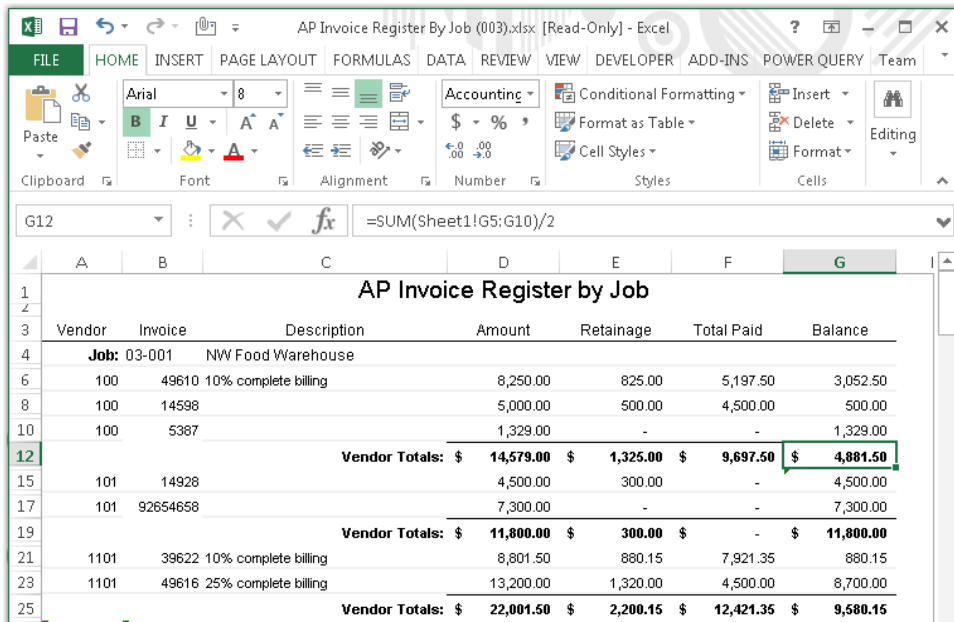 AP Invoice Register By Job (003).xlsx [Read-Only] - Excel
FILE HOME INSERT PAGE LAYOUT FORMULAS DATA REVIEW VIEW DEVELOPER ADD-INS POWER QUERY Team
Arial 8 Accounting Conditional Formatting Insert
Paste B I U A A $ % , Format as Table Delete Editing
A .00 .00 Cell Styles Format
Clipboard Font Alignment Number Styles Cells
G12 fx =SUM(Sheet1!G5:G10)/2
A B C D E F G
1 AP Invoice Register by Job
2
3 Vendor Invoice Description Amount Retainage Total Paid Balance
4 Job: 03-001 NW Food Warehouse
6 100 49610 10% complete billing 8,250.00 825.00 5,197.50 3,052.50
8 100 14598 5,000.00 500.00 4,500.00 500.00
10 100 5387 1,329.00 - - 1,329.00
12 Vendor Totals: $ 14,579.00 $ 1,325.00 $ 9,697.50 $ 4,881.50
15 101 14928 4,500.00 300.00 - 4,500.00
17 101 92654658 7,300.00 - - 7,300.00
19 Vendor Totals: $ 11,800.00 $ 300.00 $ - $ 11,800.00
21 1101 39622 10% complete billing 8,801.50 880.15 7,921.35 880.15
23 1101 49616 25% complete billing 13,200.00 1,320.00 4,500.00 8,700.00
25 Vendor Totals: $ 22,001.50 $ 2,200.15 $ 12,421.35 $ 9,580.15